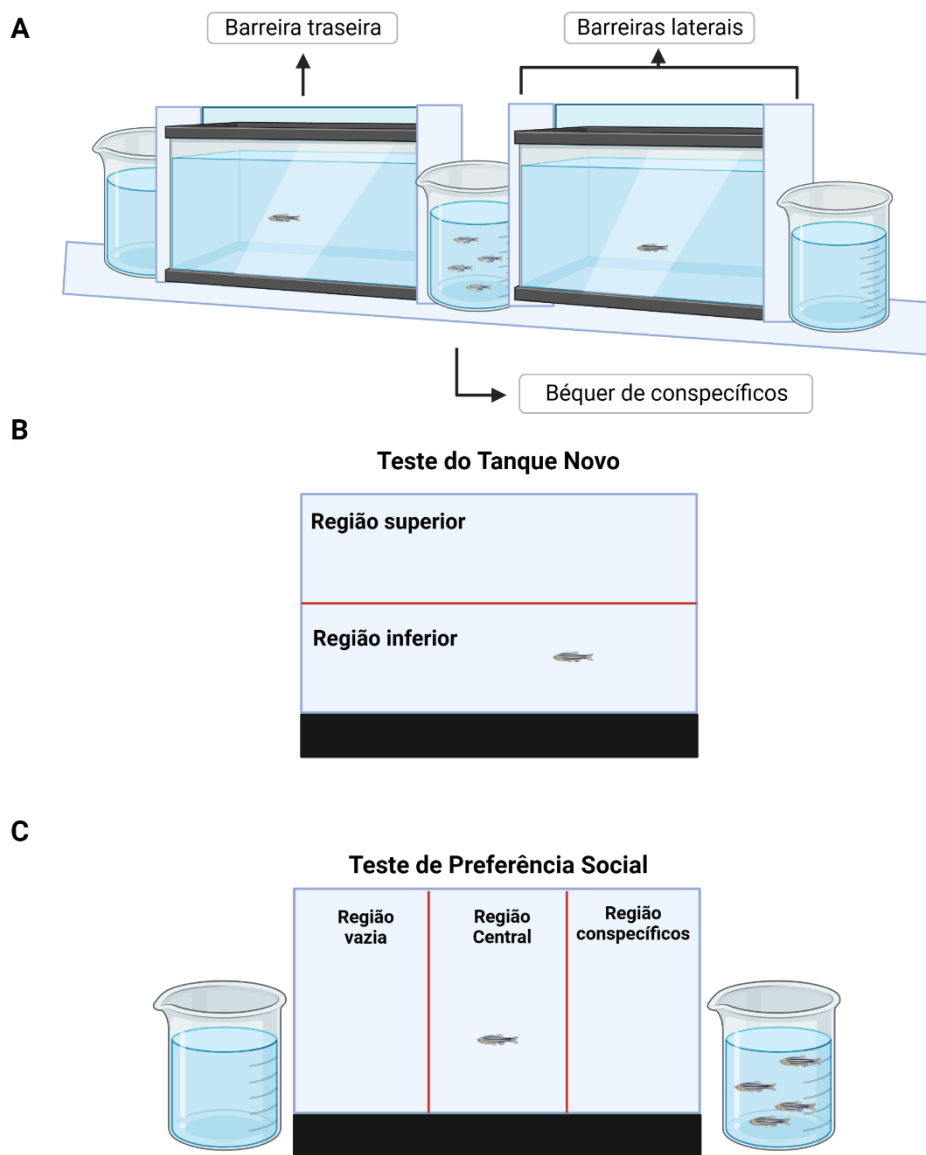 A
Barreira traseira
Barreiras laterais
Béquer de conspecíficos
B
Teste do Tanque Novo
Região superior
Região inferior
C
Teste de Preferência Social
Região
vazia
Região
Central
Região
conspecíficos